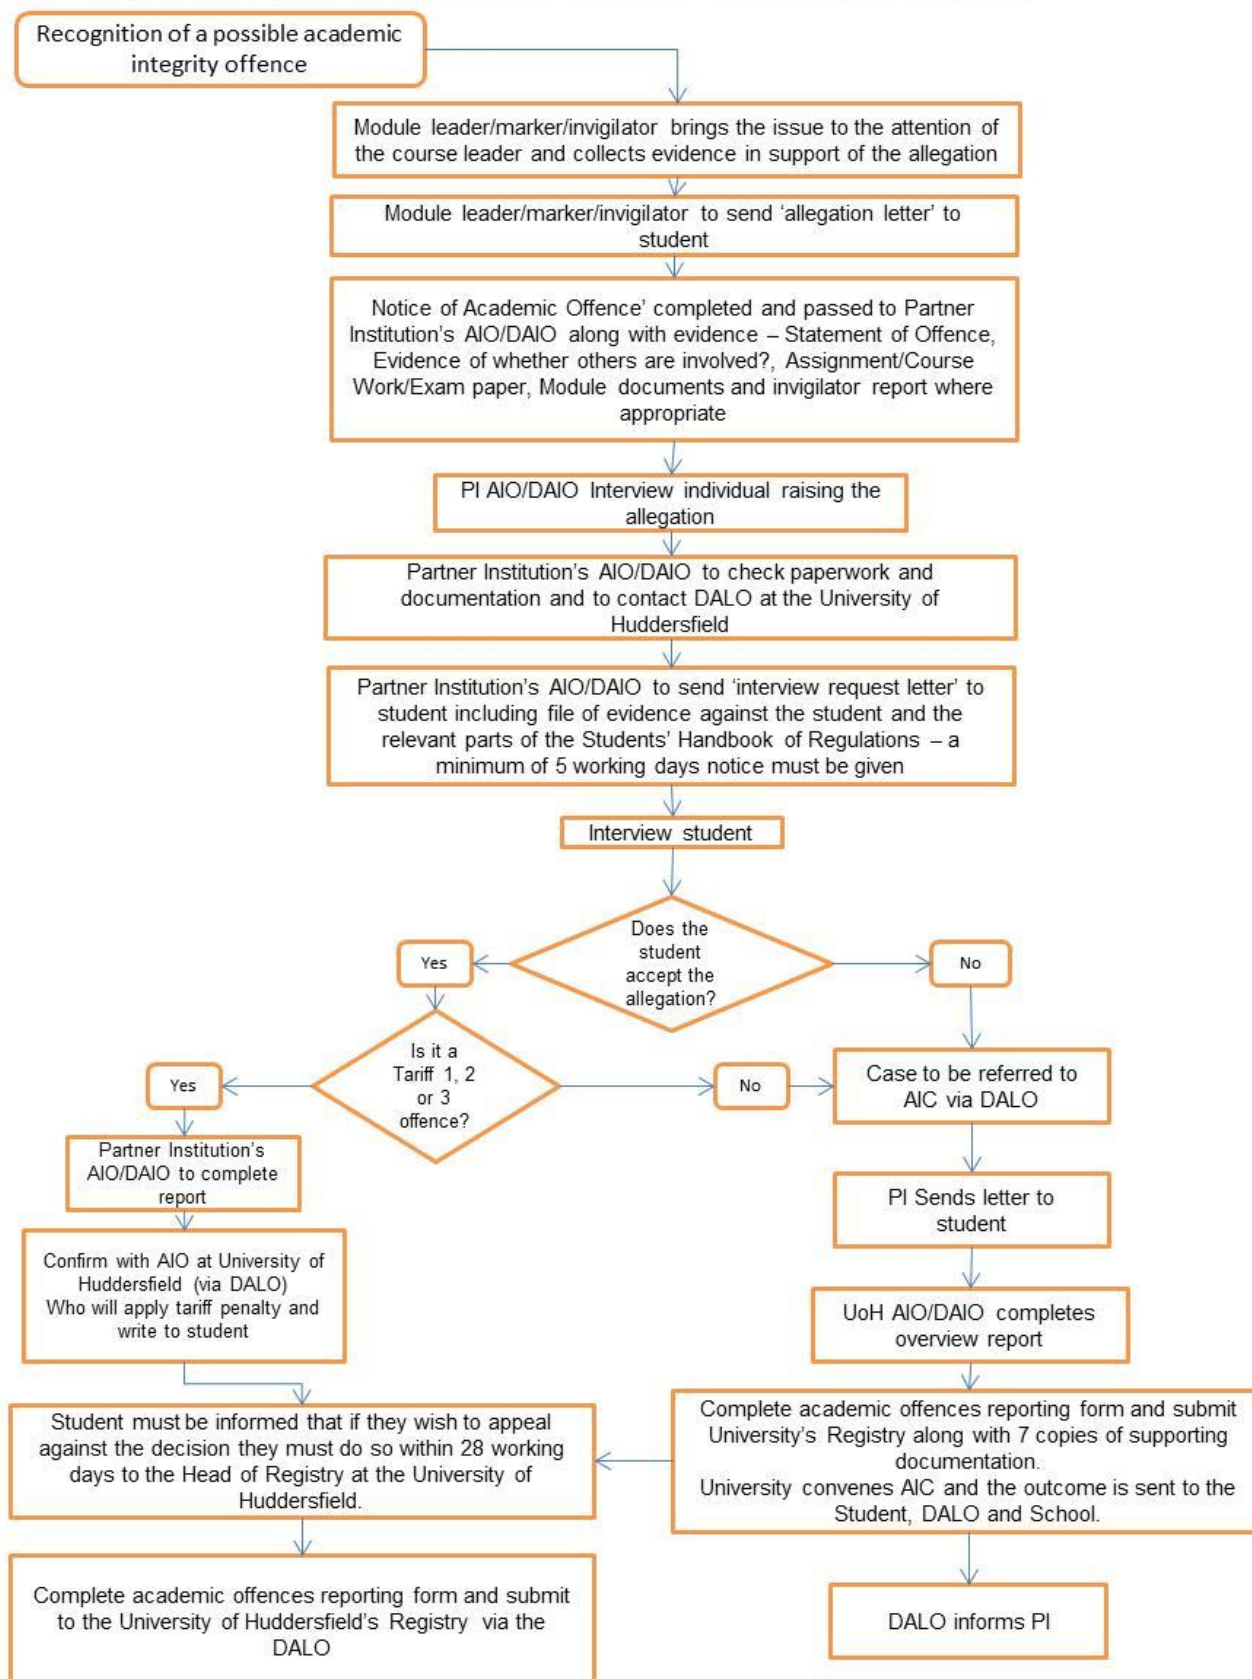 Recognition of a possible academic
integrity offence
Module leader/marker/invigilator brings the issue to the attention of
the course leader and collects evidence in support of the allegation
Module leader/marker/invigilator to send ‘allegation letter’ to
student
Notice of Academic Offence’ completed and passed to Partner
Institution’s AIO/DAIO along with evidence – Statement of Offence,
Evidence of whether others are involved?, Assignment/Course
Work/Exam paper, Module documents and invigilator report where
appropriate
PI AIO/DAIO Interview individual raising the
allegation
Partner Institution’s AIO/DAIO to check paperwork and
documentation and to contact DALO at the University of
Huddersfield
Partner Institution’s AIO/DAIO to send ‘interview request letter’ to
student including file of evidence against the student and the
relevant parts of the Students’ Handbook of Regulations – a
minimum of 5 working days notice must be given
Interview student
Does the
student
accept the
allegation?
Yes
No
Is it a
Tariff 1, 2
or 3
offence?
Yes
No
Case to be referred to
AIC via DALO
Partner Institution’s
AIO/DAIO to complete
report
PI Sends letter to
student
Confirm with AIO at University of
Huddersfield (via DALO)
Who will apply tariff penalty and
write to student
UoH AIO/DAIO completes
overview report
Student must be informed that if they wish to appeal
against the decision they must do so within 28 working
days to the Head of Registry at the University of
Huddersfield.
Complete academic offences reporting form and submit
University’s Registry along with 7 copies of supporting
documentation.
University convenes AIC and the outcome is sent to the
Student, DALO and School.
Complete academic offences reporting form and submit
to the University of Huddersfield’s Registry via the
DALO
DALO informs PI